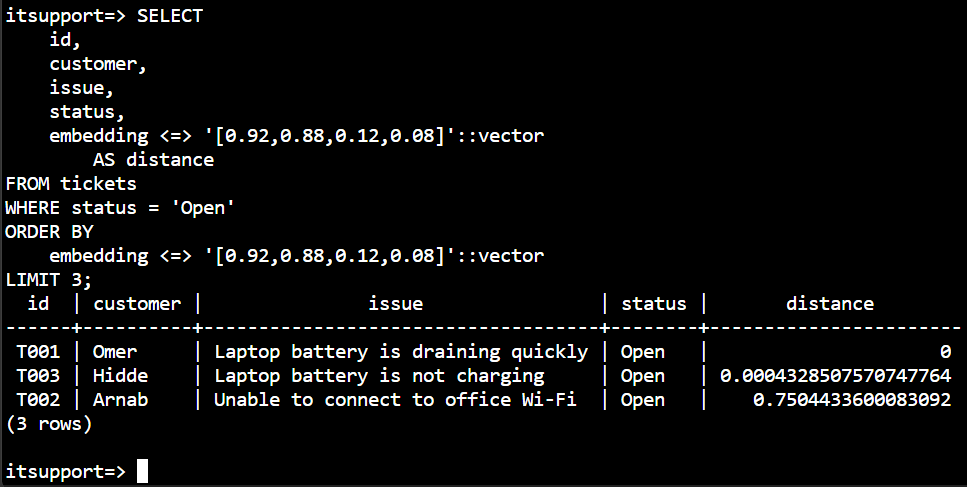 itsupport=> SELECT
    id,
    customer,
    issue,
    status,
    embedding <=> '[0.92,0.88,0.12,0.08]'::vector
        AS distance
FROM tickets
WHERE status = 'Open'
ORDER BY
    embedding <=> '[0.92,0.88,0.12,0.08]'::vector
LIMIT 3;
  id  | customer |               issue                | status |       distance
------+----------+------------------------------------+--------+-----------------------
 T001 | Omer     | Laptop battery is draining quickly | Open   |                     0
 T003 | Hidde    | Laptop battery is not charging     | Open   | 0.0004328507570747764
 T002 | Arnab    | Unable to connect to office Wi-Fi  | Open   |    0.7504433600083092
(3 rows)

itsupport=>